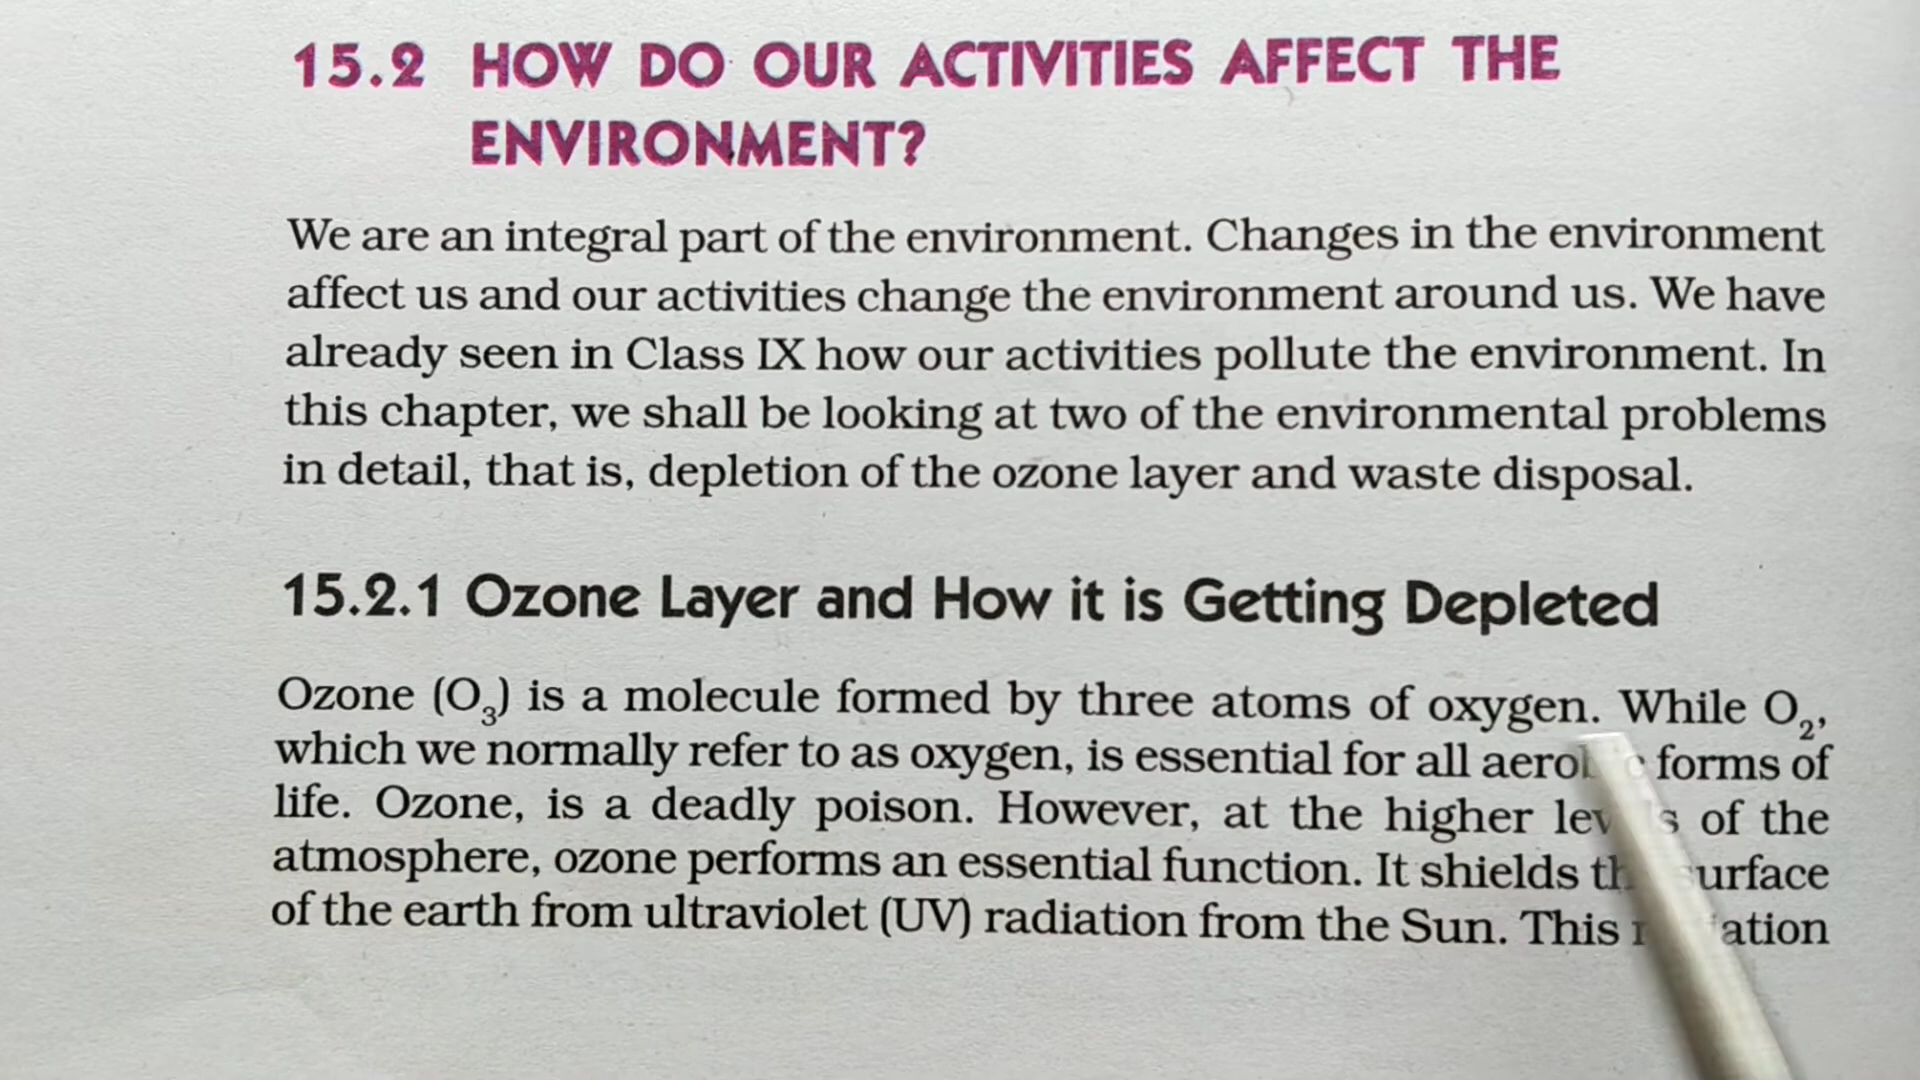 15.2 HOW DO OUR ACTIVITIES AFFECT THE
ENVIRONMENT?
We are an integral part of the environment. Changes in the environment
affect us and our activities change the environment around us. We have
already seen in Class IX how our activities pollute the environment. In
this chapter, we shall be looking at two of the environmental problems
in detail, that is, depletion of the ozone layer and waste disposal.
15.2.1 Ozone Layer and How it is Getting Depleted
Ozone (O₃) is a molecule formed by three atoms of oxygen. While O₂,
which we normally refer to as oxygen, is essential for all forms of
life. Ozone, is a deadly poison. However, at the higher of the
atmosphere, ozone performs an essential function. It shields
of the earth from ultraviolet (UV) radiation from the Sun. This